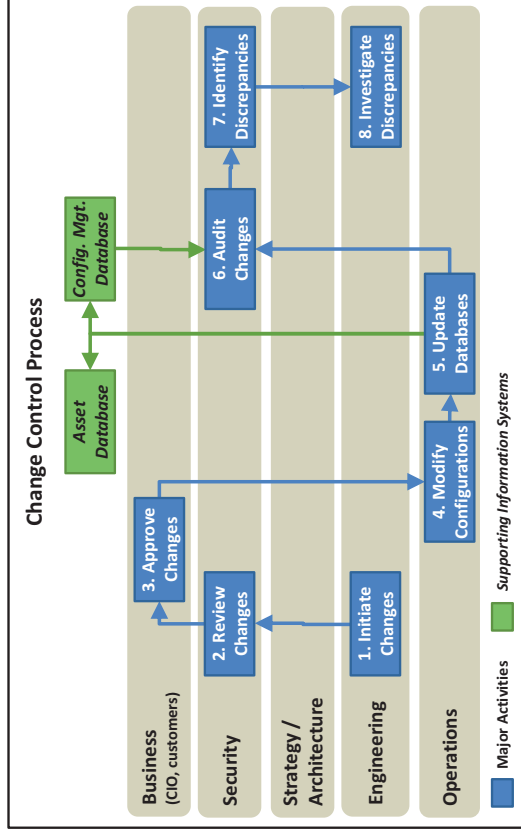 Change Control Process
Asset
Database
Config. Mgt.
Database
Business
(CIO, customers)
3. Approve
Changes
Security
2. Review
Changes
6. Audit
Changes
7. Identify
Discrepancies
Strategy /
Architecture
Engineering
1. Initiate
Changes
8. Investigate
Discrepancies
Operations
4. Modify
Configurations
5. Update
Databases
Major Activities
Supporting Information Systems